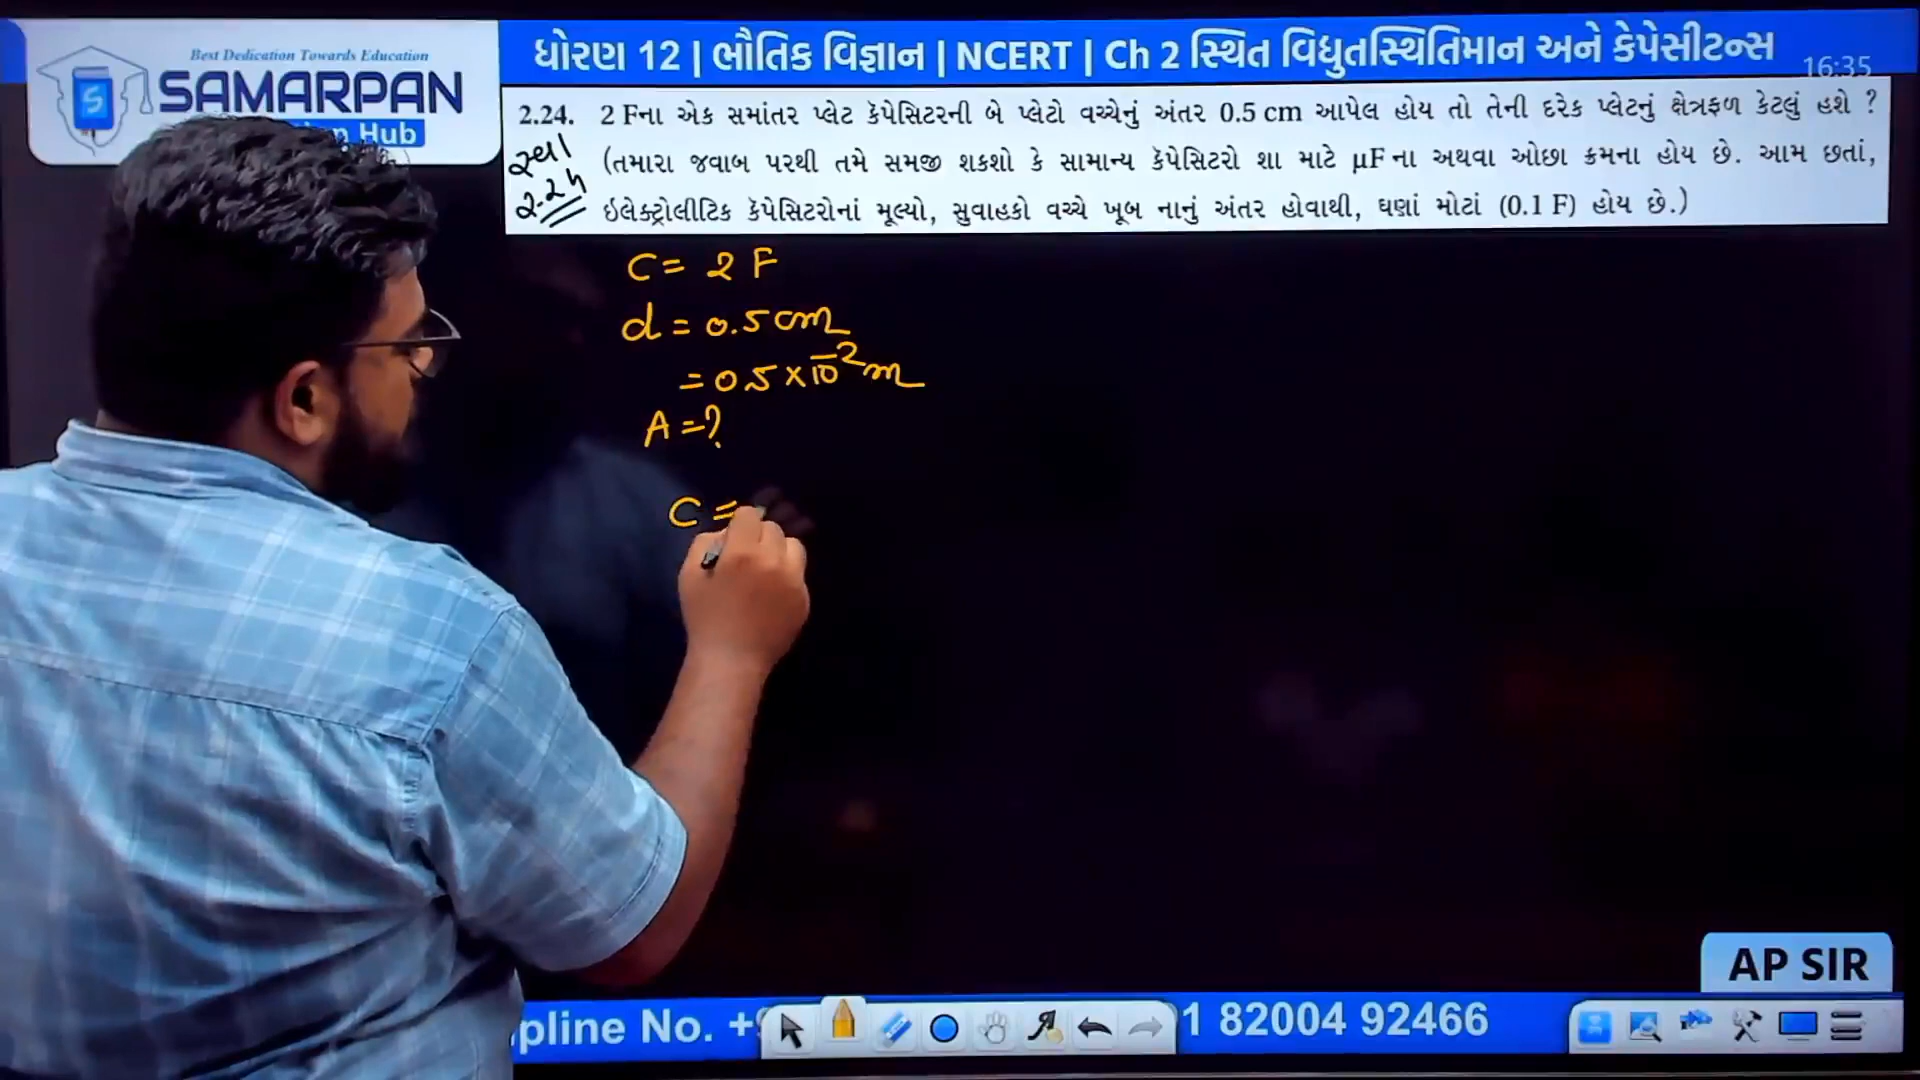 Best Dedication Towards Education
SAMARPAN
Hub
ધોરણ 12 | ભૌતિક વિજ્ઞાન | NCERT | Ch 2 સ્થિત વિદ્યુતસ્થિતિમાન અને કેપેસીટન્સ
16:35
2.24. 2 Fના એક સમાંતર પ્લેટ કૅપેસિટરની બે પ્લેટો વચ્ચેનું અંતર 0.5 cm આપેલ હોય તો તેની દરેક પ્લેટનું ક્ષેત્રફળ કેટલું હશે ?
(તમારા જવાબ પરથી તમે સમજી શકશો કે સામાન્ય કૅપેસિટરો શા માટે μF ના અથવા ઓછા ક્રમના હોય છે. આમ છતાં,
ઇલેક્ટ્રોલીટિક કૅપેસિટરોનાં મૂલ્યો, સુવાહકો વચ્ચે ખૂબ નાનું અંતર હોવાથી, ઘણાં મોટાં (0.1 F) હોય છે.)
C = 2 F
d = 0.5 cm
= 0.5 × 10⁻² m
A = ?
C =
AP SIR
pline No. +
1 82004 92466